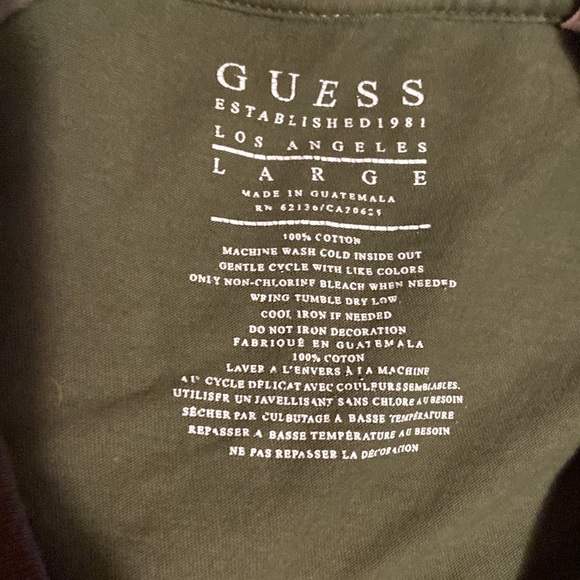 GUESS
ESTABLISHED 1981
LOS ANGELES
LARGE
MADE IN GUATEMALA
RN 62136/CA20625
100% COTTON
MACHINE WASH COLD INSIDE OUT
GENTLE CYCLE WITH LIKE COLORS
ONLY NON-CHLORINE BLEACH WHEN NEEDED
WRING TUMBLE DRY LOW
COOL IRON IF NEEDED
DO NOT IRON DECORATION
FABRIQUÉ EN GUATEMALA
100% COTON
LAVER A L'ENVERS À LA MACHINE
AU CYCLE DÉLICAT AVEC COULEURS SEMBLABLES.
UTILISER UN JAVELLISANT SANS CHLORE AU BESOIN
SÉCHER PAR CULBUTAGE A BASSE TEMPÉRATURE
REPASSER A BASSE TEMPÉRATURE AU BESOIN
NE PAS REPASSER LA DÉCORATION